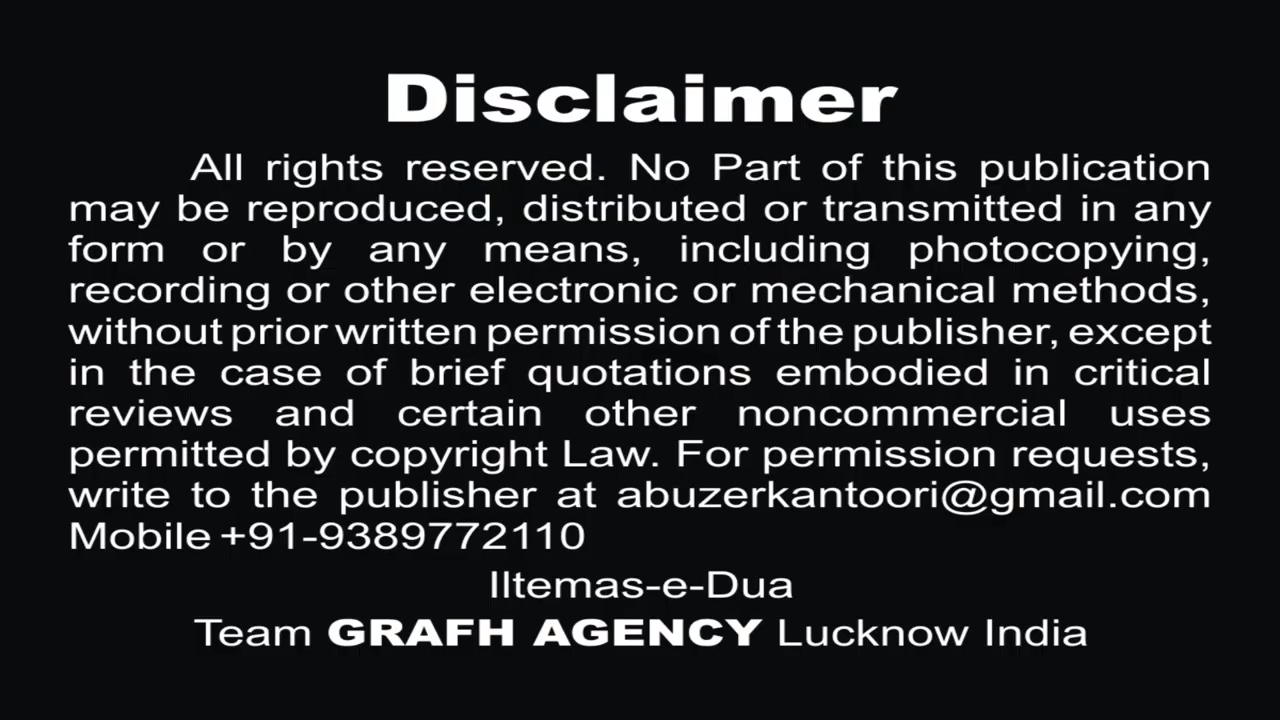 Disclaimer
All rights reserved. No Part of this publication
may be reproduced, distributed or transmitted in any
form or by any means, including photocopying,
recording or other electronic or mechanical methods,
without prior written permission of the publisher, except
in the case of brief quotations embodied in critical
reviews and certain other noncommercial uses
permitted by copyright Law. For permission requests,
write to the publisher at abuzerkantoori@gmail.com
Mobile +91-9389772110
Iltemas-e-Dua
Team GRAFH AGENCY Lucknow India